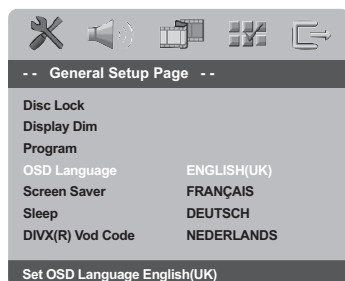 -- General Setup Page --
Disc Lock
Display Dim
Program
OSD Language ENGLISH(UK)
Screen Saver FRANÇAIS
Sleep DEUTSCH
DIVX(R) Vod Code NEDERLANDS
Set OSD Language English(UK)